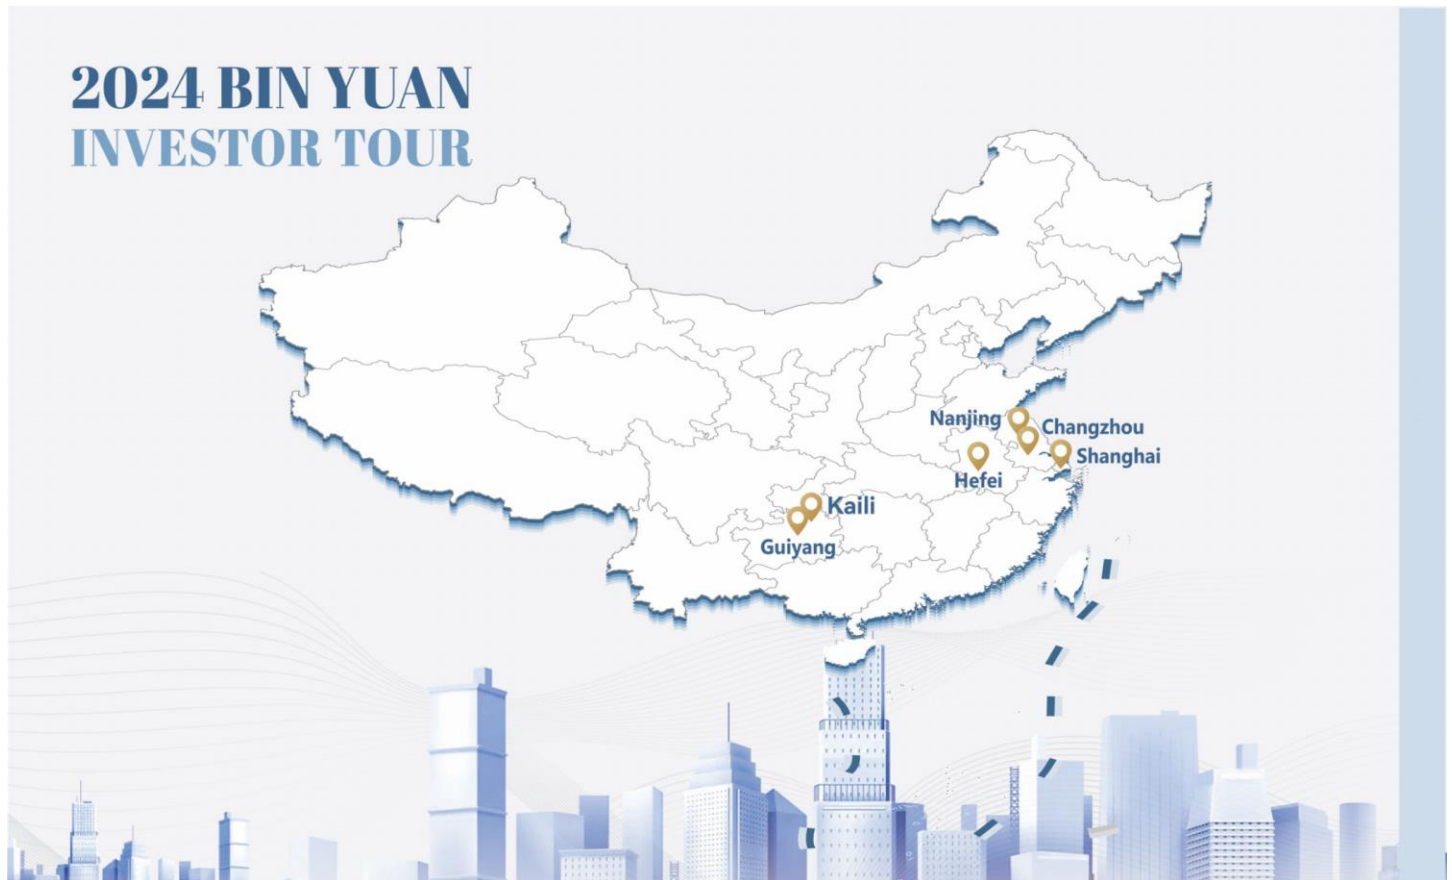 2024 BIN YUAN
INVESTOR TOUR
Nanjing
Changzhou
Shanghai
Hefei
Kaili
Guiyang